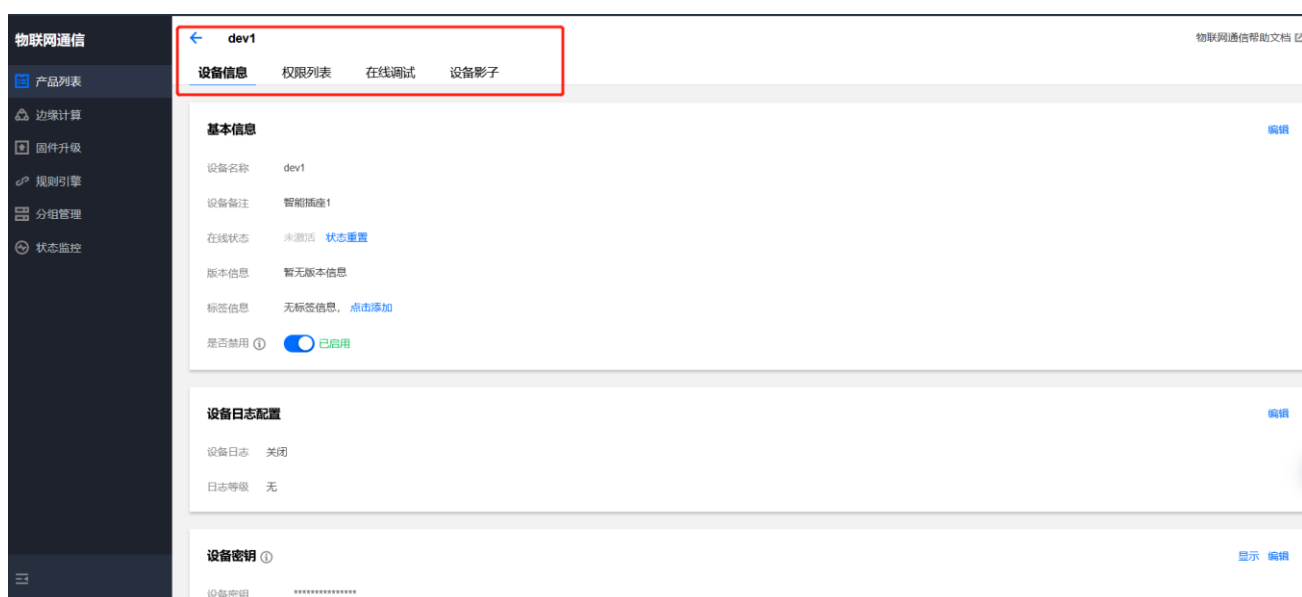 物联网通信
dev1
物联网通信帮助文档
设备信息 权限列表 在线调试 设备影子
产品列表
边缘计算
固件升级
规则引擎
分组管理
状态监控
基本信息 编辑
设备名称 dev1
设备备注 智能插座1
在线状态 未激活 状态重置
版本信息 暂无版本信息
标签信息 无标签信息，点击添加
是否禁用 已启用
设备日志配置 编辑
设备日志 关闭
日志等级 无
设备密钥 显示 编辑
设备密钥 ***************